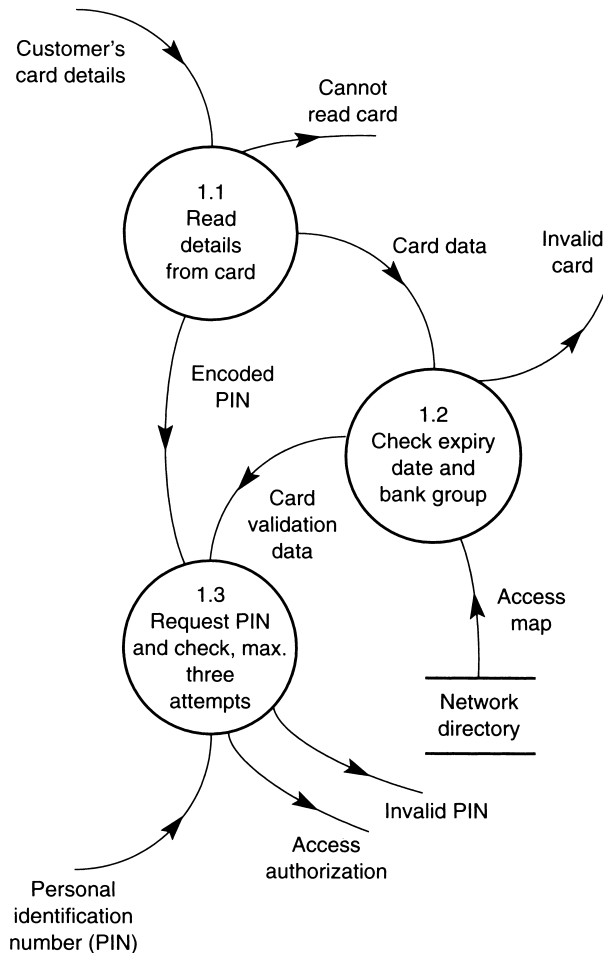 Customer's
card details
Cannot
read card
1.1
Read
details
from card
Card data
Invalid
card
Encoded
PIN
1.2
Check expiry
date and
bank group
Card
validation
data
1.3
Request PIN
and check, max.
three
attempts
Access
map
Network
directory
Invalid PIN
Access
authorization
Personal
identification
number (PIN)